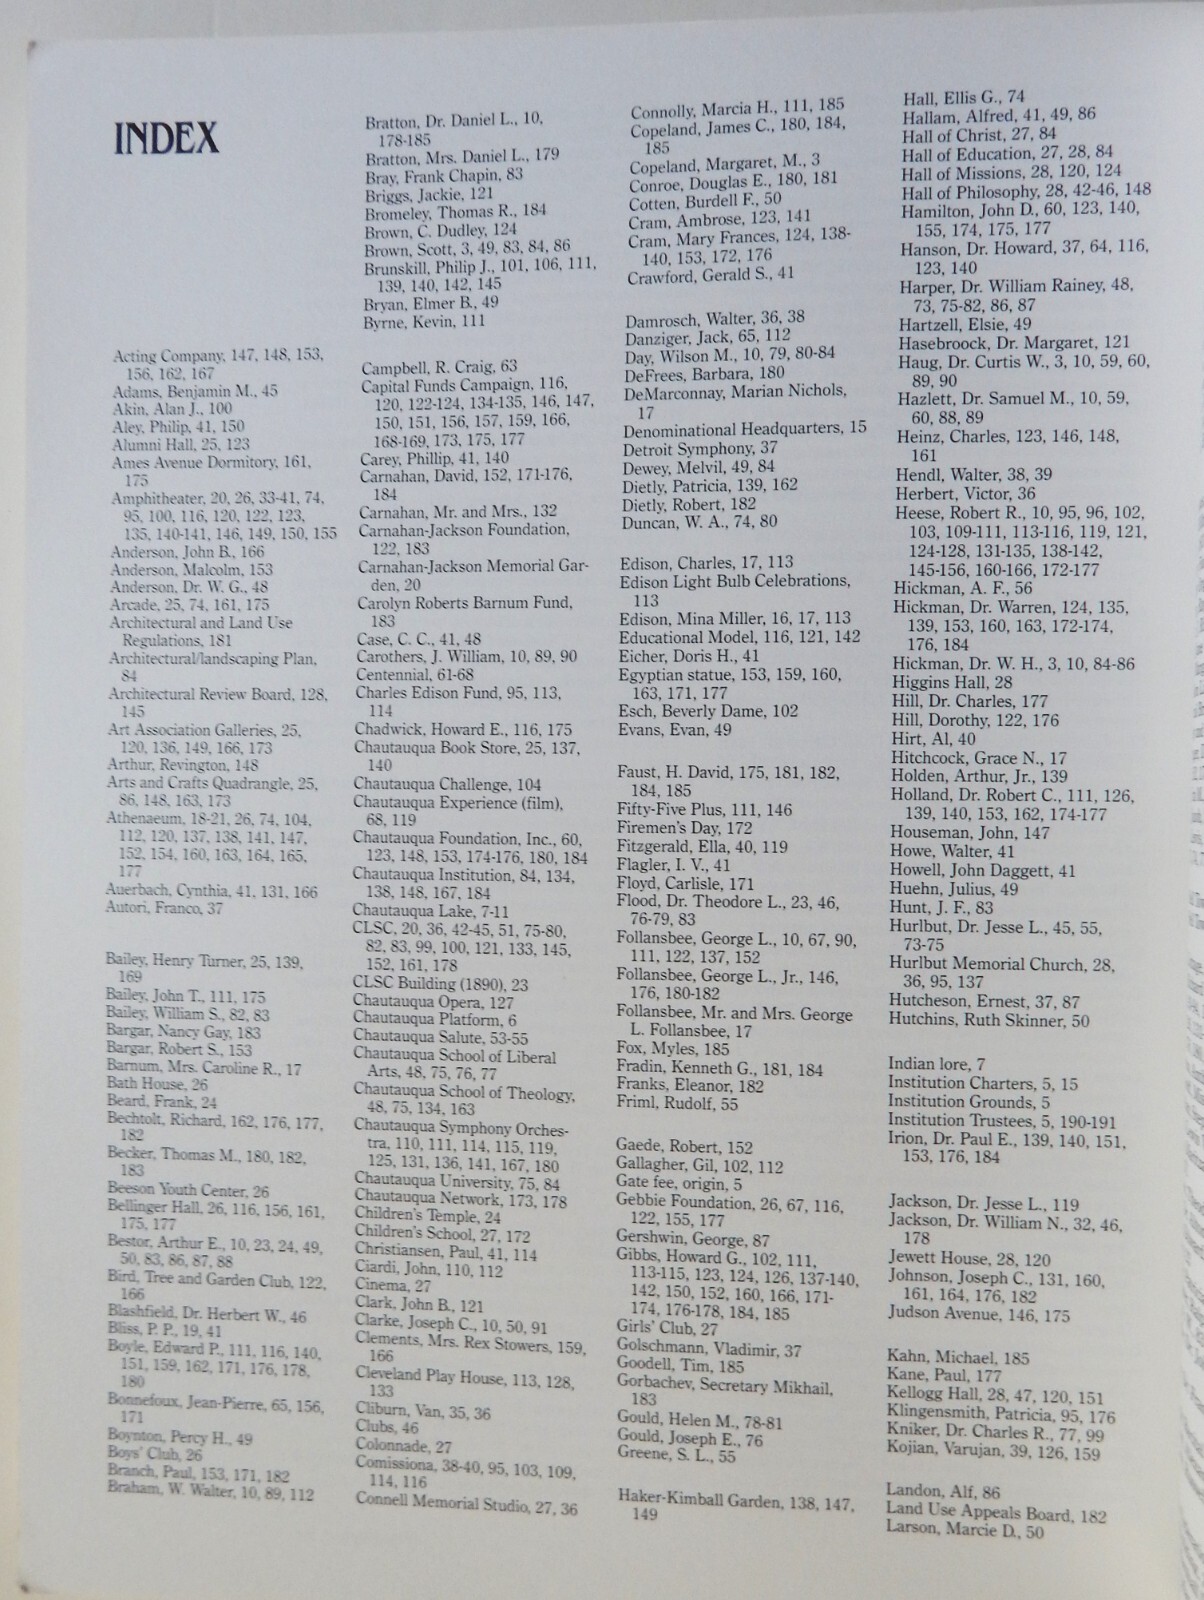 INDEX
Acting Company, 147, 148, 153,
156, 162, 167
Adams, Benjamin M., 45
Akin, Alan J., 100
Aley, Philip, 41, 150
Alumni Hall, 25, 123
Ames Avenue Dormitory, 161,
175
Amphitheater, 20, 26, 33-41, 74,
95, 100, 116, 120, 122, 123,
135, 140-141, 146, 149, 150, 155
Anderson, John B., 166
Anderson, Malcolm, 153
Anderson, Dr. W. G., 48
Arcade, 25, 74, 161, 175
Architectural and Land Use
Regulations, 181
Architectural/landscaping Plan,
84
Architectural Review Board, 128,
145
Art Association Galleries, 25,
120, 136, 149, 166, 173
Arthur, Revington, 148
Arts and Crafts Quadrangle, 25,
86, 148, 163, 173
Athenaeum, 18-21, 26, 74, 104,
112, 120, 137, 138, 141, 147,
152, 154, 160, 163, 164, 165,
177
Auerbach, Cynthia, 41, 131, 166
Autori, Franco, 37
Bailey, Henry Turner, 25, 139,
169
Bailey, John T., 111, 175
Bailey, William S., 82, 83
Bargar, Nancy Gay, 183
Bargar, Robert S., 153
Barnum, Mrs. Caroline R., 17
Bath House, 26
Beard, Frank, 24
Bechtolt, Richard, 162, 176, 177,
182
Becker, Thomas M., 180, 182,
183
Beeson Youth Center, 26
Bellinger Hall, 26, 116, 156, 161,
175, 177
Bestor, Arthur E., 10, 23, 24, 49,
50, 83, 86, 87, 88
Bird, Tree and Garden Club, 122,
166
Blashfield, Dr. Herbert W., 46
Bliss, P. P., 19, 41
Boyle, Edward P., 111, 116, 140,
151, 159, 162, 171, 176, 178,
180
Bonnefoux, Jean-Pierre, 65, 156,
171
Boynton, Percy H., 49
Boys' Club, 26
Branch, Paul, 153, 171, 182
Braham, W. Walter, 10, 89, 112
Bratton, Dr. Daniel L., 10,
178-185
Bratton, Mrs. Daniel L., 179
Bray, Frank Chapin, 83
Briggs, Jackie, 121
Bromeley, Thomas R., 184
Brown, C. Dudley, 124
Brown, Scott, 3, 49, 83, 84, 86
Brunskill, Philip J., 101, 106, 111,
139, 140, 142, 145
Bryan, Elmer B., 49
Byrne, Kevin, 111
Campbell, R. Craig, 63
Capital Funds Campaign, 116,
120, 122-124, 134-135, 146, 147,
150, 151, 156, 157, 159, 166,
168-169, 173, 175, 177
Carey, Phillip, 41, 140
Carnahan, David, 152, 171-176,
184
Carnahan, Mr. and Mrs., 132
Carnahan-Jackson Foundation,
122, 183
Carnahan-Jackson Memorial Gar-
den, 20
Carolyn Roberts Barnum Fund,
183
Case, C. C., 41, 48
Carothers, J. William, 10, 89, 90
Centennial, 61-68
Charles Edison Fund, 95, 113,
114
Chadwick, Howard E., 116, 175
Chautauqua Book Store, 25, 137,
140
Chautauqua Challenge, 104
Chautauqua Experience (film),
68, 119
Chautauqua Foundation, Inc., 60,
123, 148, 153, 174-176, 180, 184
Chautauqua Institution, 84, 134,
138, 148, 167, 184
Chautauqua Lake, 7-11
CLSC, 20, 36, 42-45, 51, 75-80,
82, 83, 99, 100, 121, 133, 145,
152, 161, 178
CLSC Building (1890), 23
Chautauqua Opera, 127
Chautauqua Platform, 6
Chautauqua Salute, 53-55
Chautauqua School of Liberal
Arts, 48, 75, 76, 77
Chautauqua School of Theology,
48, 75, 134, 163
Chautauqua Symphony Orches-
tra, 110, 111, 114, 115, 119,
125, 131, 136, 141, 167, 180
Chautauqua University, 75, 84
Chautauqua Network, 173, 178
Children's Temple, 24
Children's School, 27, 172
Christiansen, Paul, 41, 114
Ciardi, John, 110, 112
Cinema, 27
Clark, John B., 121
Clarke, Joseph C., 10, 50, 91
Clements, Mrs. Rex Stowers, 159,
166
Cleveland Play House, 113, 128,
133
Cliburn, Van, 35, 36
Clubs, 46
Colonnade, 27
Comissiona, 38-40, 95, 103, 109,
114, 116
Connell Memorial Studio, 27, 36
Connolly, Marcia H., 111, 185
Copeland, James C., 180, 184,
185
Copeland, Margaret, M., 3
Conroe, Douglas E., 180, 181
Cotten, Burdell F., 50
Cram, Ambrose, 123, 141
Cram, Mary Frances, 124, 138-
140, 153, 172, 176
Crawford, Gerald S., 41
Damrosch, Walter, 36, 38
Danziger, Jack, 65, 112
Day, Wilson M., 10, 79, 80-84
DeFrees, Barbara, 180
DeMarconnay, Marian Nichols,
17
Denominational Headquarters, 15
Detroit Symphony, 37
Dewey, Melvil, 49, 84
Dietly, Patricia, 139, 162
Dietly, Robert, 182
Duncan, W. A., 74, 80
Edison, Charles, 17, 113
Edison Light Bulb Celebrations,
113
Edison, Mina Miller, 16, 17, 113
Educational Model, 116, 121, 142
Eicher, Doris H., 41
Egyptian statue, 153, 159, 160,
163, 171, 177
Esch, Beverly Dame, 102
Evans, Evan, 49
Faust, H. David, 175, 181, 182,
184, 185
Fifty-Five Plus, 111, 146
Firemen's Day, 172
Fitzgerald, Ella, 40, 119
Flagler, I. V., 41
Floyd, Carlisle, 171
Flood, Dr. Theodore L., 23, 46,
76-79, 83
Follansbee, George L., 10, 67, 90,
111, 122, 137, 152
Follansbee, George L., Jr., 146,
176, 180-182
Follansbee, Mr. and Mrs. George
L. Follansbee, 17
Fox, Myles, 185
Fradin, Kenneth G., 181, 184
Franks, Eleanor, 182
Friml, Rudolf, 55
Gaede, Robert, 152
Gallagher, Gil, 102, 112
Gate fee, origin, 5
Gebbie Foundation, 26, 67, 116,
122, 155, 177
Gershwin, George, 87
Gibbs, Howard G., 102, 111,
113-115, 123, 124, 126, 137-140,
142, 150, 152, 160, 166, 171-
174, 176-178, 184, 185
Girls' Club, 27
Golschmann, Vladimir, 37
Goodell, Tim, 185
Gorbachev, Secretary Mikhail,
183
Gould, Helen M., 78-81
Gould, Joseph E., 76
Greene, S. L., 55
Haker-Kimball Garden, 138, 147,
149
Hall, Ellis G., 74
Hallam, Alfred, 41, 49, 86
Hall of Christ, 27, 84
Hall of Education, 27, 28, 84
Hall of Missions, 28, 120, 124
Hall of Philosophy, 28, 42-46, 148
Hamilton, John D., 60, 123, 140,
155, 174, 175, 177
Hanson, Dr. Howard, 37, 64, 116,
123, 140
Harper, Dr. William Rainey, 48,
73, 75-82, 86, 87
Hartzell, Elsie, 49
Hasebroock, Dr. Margaret, 121
Haug, Dr. Curtis W., 3, 10, 59, 60,
89, 90
Hazlett, Dr. Samuel M., 10, 59,
60, 88, 89
Heinz, Charles, 123, 146, 148,
161
Hendl, Walter, 38, 39
Herbert, Victor, 36
Heese, Robert R., 10, 95, 96, 102,
103, 109-111, 113-116, 119, 121,
124-128, 131-135, 138-142,
145-156, 160-166, 172-177
Hickman, A. F., 56
Hickman, Dr. Warren, 124, 135,
139, 153, 160, 163, 172-174,
176, 184
Hickman, Dr. W. H., 3, 10, 84-86
Higgins Hall, 28
Hill, Dr. Charles, 177
Hill, Dorothy, 122, 176
Hirt, Al, 40
Hitchcock, Grace N., 17
Holden, Arthur, Jr., 139
Holland, Dr. Robert C., 111, 126,
139, 140, 153, 162, 174-177
Houseman, John, 147
Howe, Walter, 41
Howell, John Daggett, 41
Huehn, Julius, 49
Hunt, J. F., 83
Hurlbut, Dr. Jesse L., 45, 55,
73-75
Hurlbut Memorial Church, 28,
36, 95, 137
Hutcheson, Ernest, 37, 87
Hutchins, Ruth Skinner, 50
Indian lore, 7
Institution Charters, 5, 15
Institution Grounds, 5
Institution Trustees, 5, 190-191
Irion, Dr. Paul E., 139, 140, 151,
153, 176, 184
Jackson, Dr. Jesse L., 119
Jackson, Dr. William N., 32, 46,
178
Jewett House, 28, 120
Johnson, Joseph C., 131, 160,
161, 164, 176, 182
Judson Avenue, 146, 175
Kahn, Michael, 185
Kane, Paul, 177
Kellogg Hall, 28, 47, 120, 151
Klingensmith, Patricia, 95, 176
Kniker, Dr. Charles R., 77, 99
Kojian, Varujan, 39, 126, 159
Landon, Alf, 86
Land Use Appeals Board, 182
Larson, Marcie D., 50